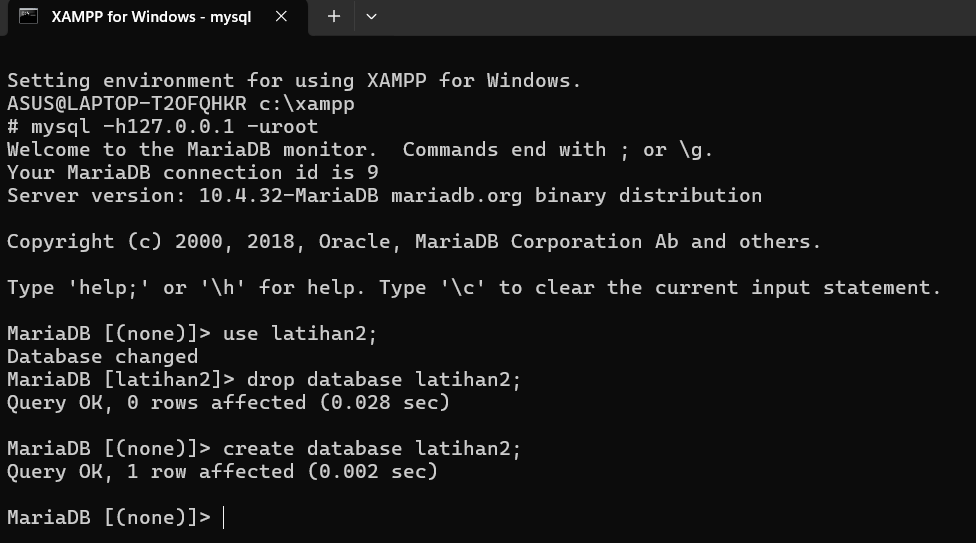 XAMPP for Windows - mysql
Setting environment for using XAMPP for Windows.
ASUS@LAPTOP-T2OFQHKR c:\xampp
# mysql -h127.0.0.1 -uroot
Welcome to the MariaDB monitor.  Commands end with ; or \g.
Your MariaDB connection id is 9
Server version: 10.4.32-MariaDB mariadb.org binary distribution
Copyright (c) 2000, 2018, Oracle, MariaDB Corporation Ab and others.
Type 'help;' or '\h' for help. Type '\c' to clear the current input statement.
MariaDB [(none)]> use latihan2;
Database changed
MariaDB [latihan2]> drop database latihan2;
Query OK, 0 rows affected (0.028 sec)
MariaDB [(none)]> create database latihan2;
Query OK, 1 row affected (0.002 sec)
MariaDB [(none)]>